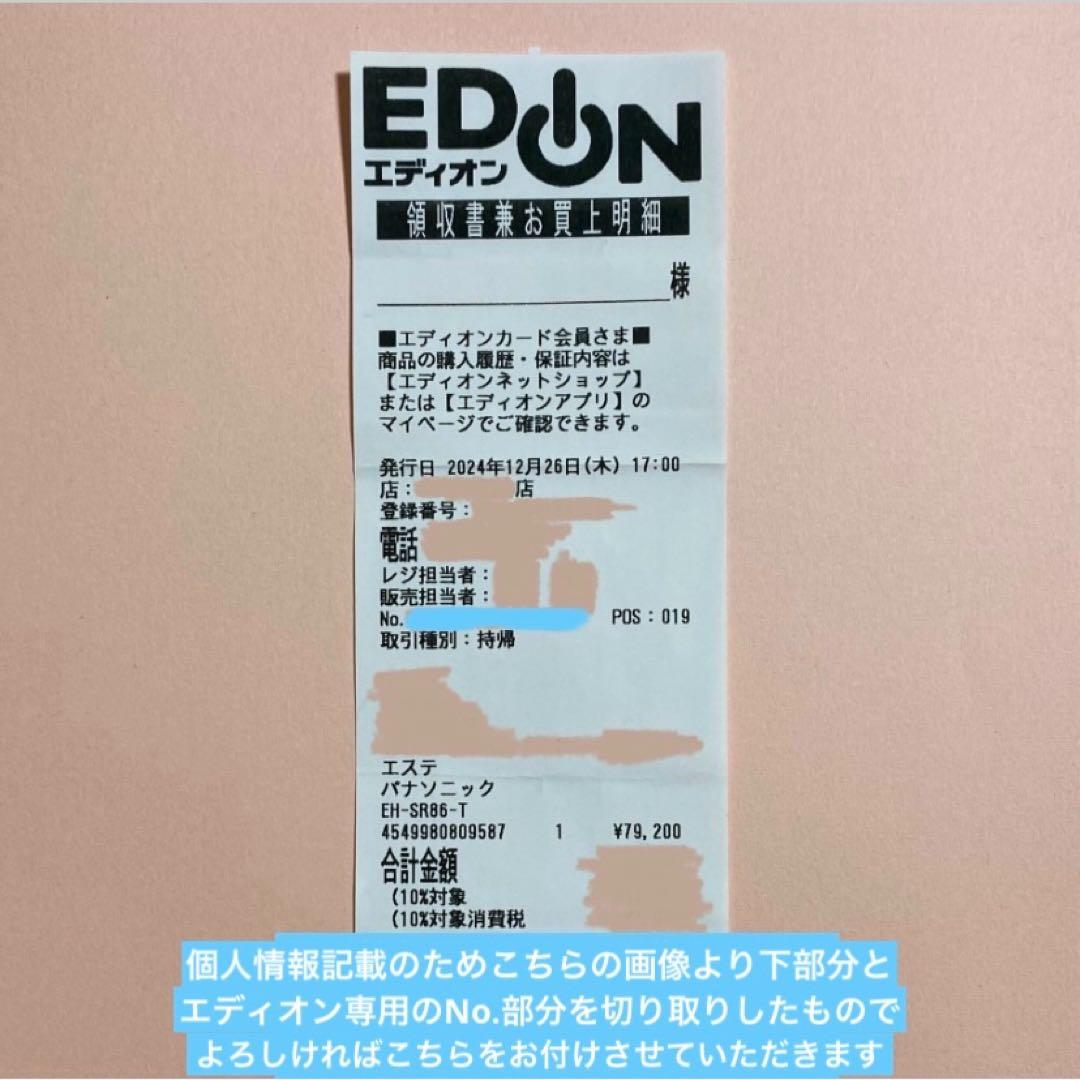 EDION
エディオン
領収書兼お買上明細
様
■エディオンカード会員さま■
商品の購入履歴・保証内容は
【エディオンネットショップ】
または【エディオンアプリ】の
マイページでご確認できます。
発行日 2024年12月26日(木) 17:00
店: 店
登録番号:
電話
レジ担当者:
販売担当者:
No. POS:019
取引種別:持帰
エステ
パナソニック
EH-SR86-T
4549980809587 1 ¥79,200
合計金額
(10%対象
(10%対象消費税
個人情報記載のためこちらの画像より下部分と
エディオン専用のNo.部分を切り取りしたもので
よろしければこちらをお付けさせていただきます